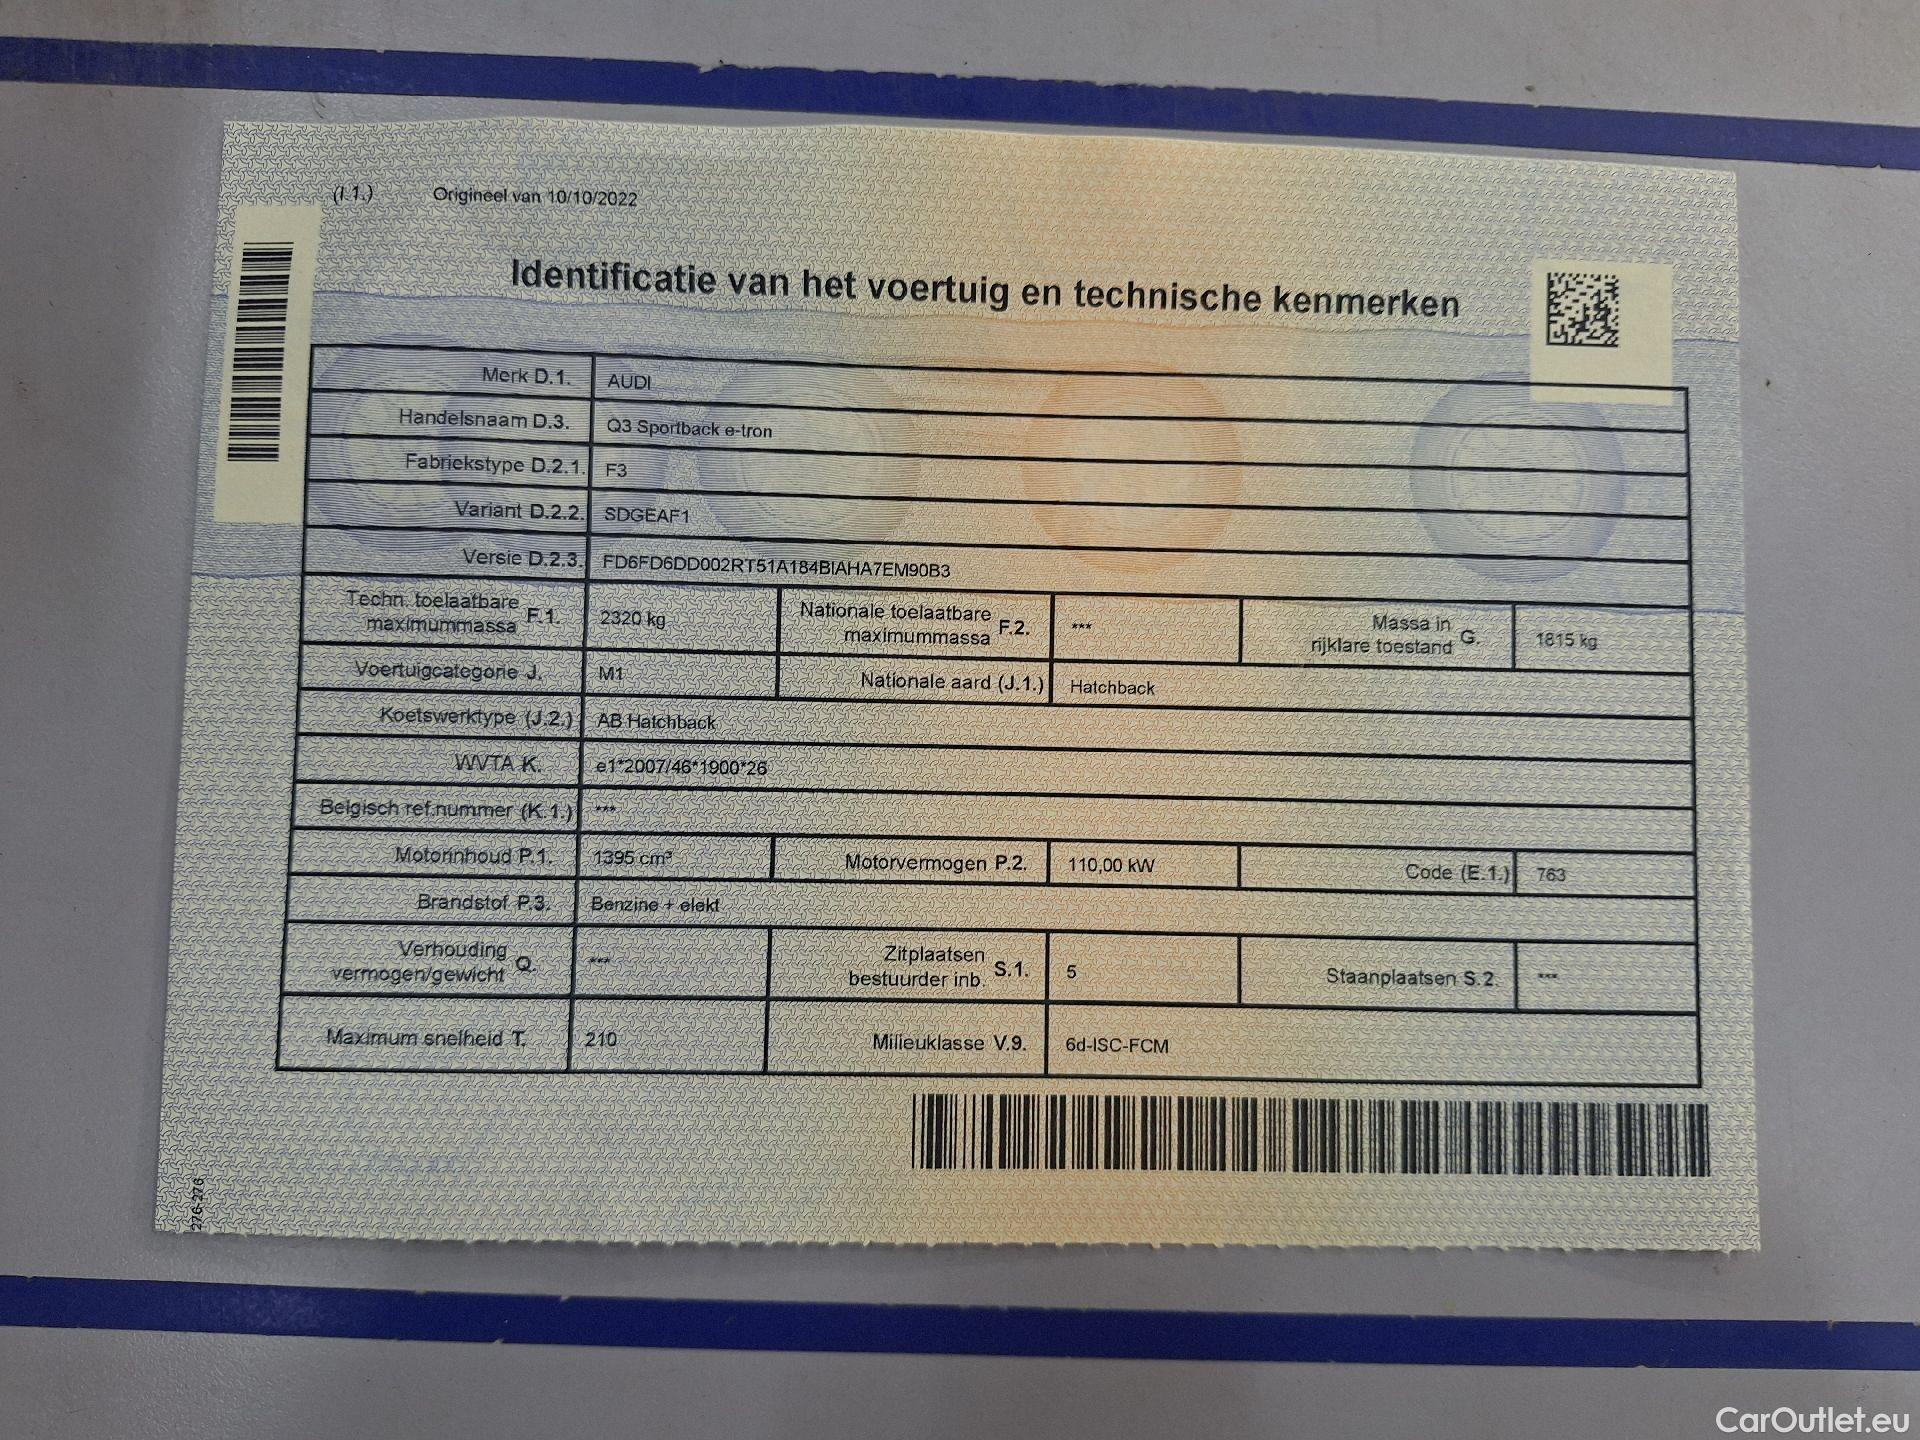 (I.1.) Origineel van 10/10/2022
Identificatie van het voertuig en technische kenmerken
Merk D.1. AUDI
Handelsnaam D.3. Q3 Sportback e-tron
Fabriekstype D.2.1. F3
Variant D.2.2. SDGEAF1
Versie D.2.3. FD6FD6DD002RT51A184BIAHA7EM90B3
Techn. toelaatbare maximummassa F.1. 2320 kg Nationale toelaatbare maximummassa F.2. *** Massa in rijklare toestand G. 1815 kg
Voertuigcategorie J. M1 Nationale aard (J.1.) Hatchback
Koetswerktype (J.2.) AB Hatchback
WVTA K. e1*2007/46*1900*26
Belgisch ref.nummer (K.1.) ***
Motorinhoud P.1. 1395 cm³ Motorvermogen P.2. 110,00 kW Code (E.1.) 763
Brandstof P.3. Benzine + elekt
Verhouding vermogen/gewicht Q. *** Zitplaatsen bestuurder inb. S.1. 5 Staanplaatsen S.2. ***
Maximum snelheid T. 210 Milieuklasse V.9. 6d-ISC-FCM
276-276
CarOutlet.eu